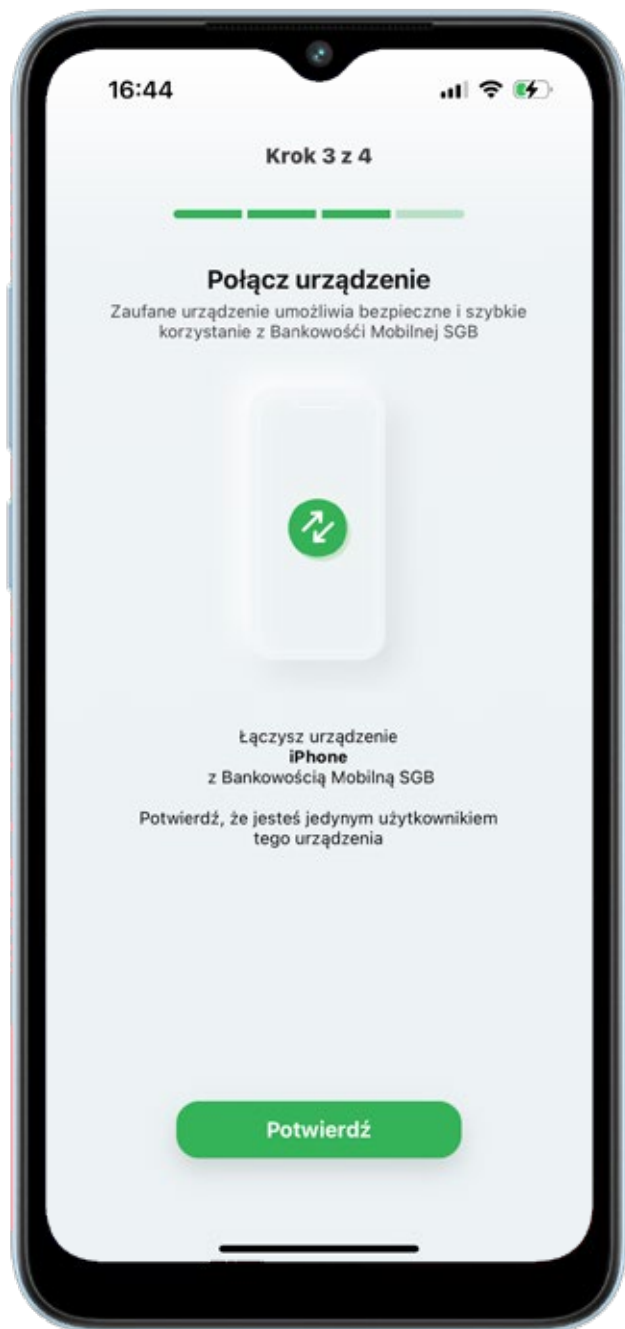 16:44
Krok 3 z 4
Połącz urządzenie
Zaufane urządzenie umożliwia bezpieczne i szybkie
korzystanie z Bankowośći Mobilnej SGB
Łączysz urządzenie
iPhone
z Bankowością Mobilną SGB
Potwierdź, że jesteś jedynym użytkownikiem
tego urządzenia
Potwierdź